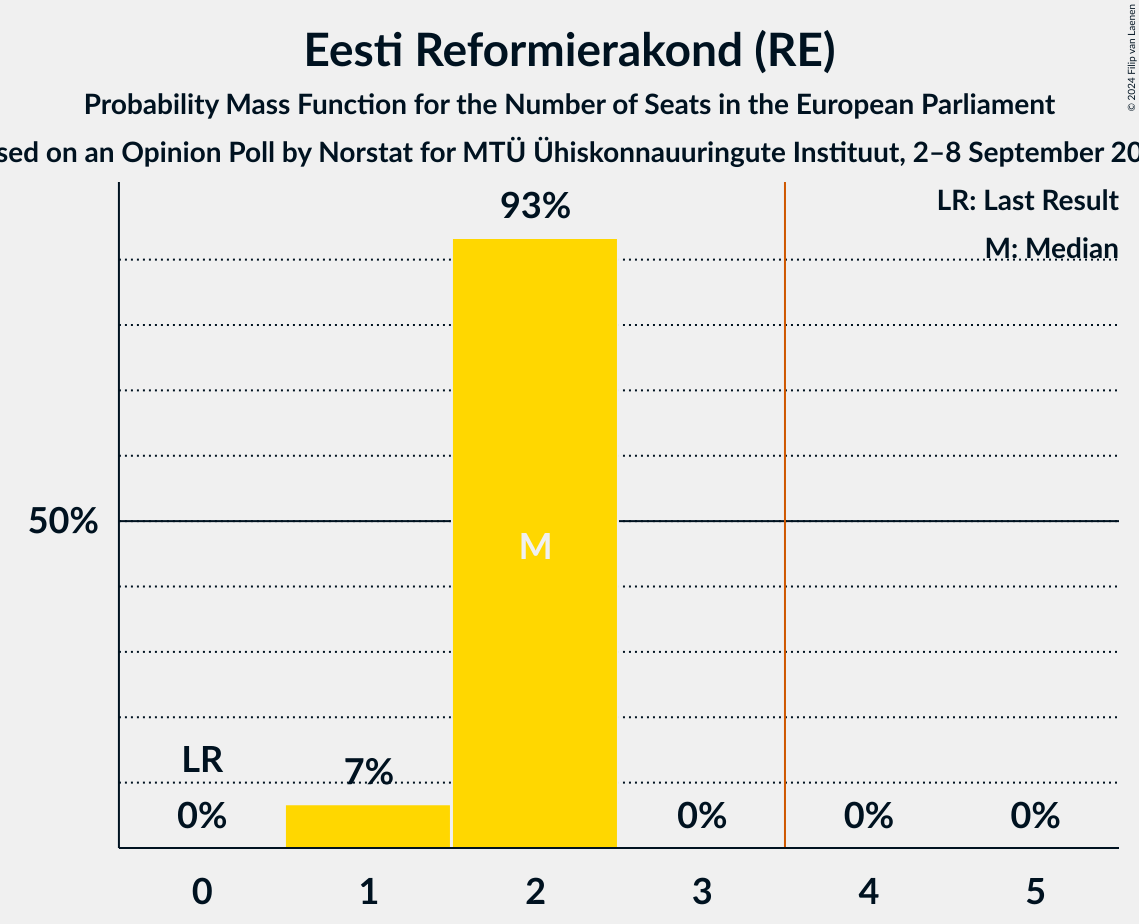 Eesti Reformierakond (RE)
Probability Mass Function for the Number of Seats in the European Parliament
sed on an Opinion Poll by Norstat for MTÜ Ühiskonnauuringute Instituut, 2–8 September 20
© 2024 Filip van Laenen
LR: Last Result
M: Median
93%
50%
M
LR
7%
0%
0%
0%
0%
0 1 2 3 4 5